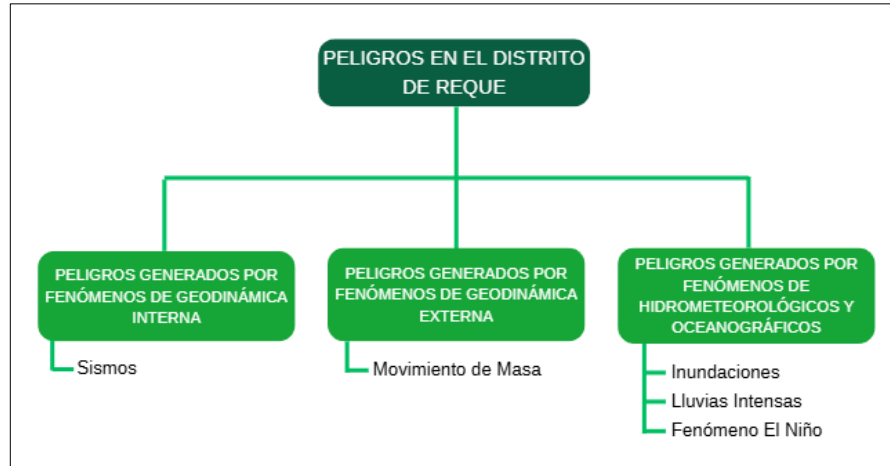 PELIGROS EN EL DISTRITO
DE REQUE
PELIGROS GENERADOS POR
FENÓMENOS DE GEODINÁMICA
INTERNA
Sismos
PELIGROS GENERADOS POR
FENÓMENOS DE GEODINÁMICA
EXTERNA
Movimiento de Masa
PELIGROS GENERADOS POR
FENÓMENOS DE
HIDROMETEOROLÓGICOS Y
OCEANOGRÁFICOS
Inundaciones
Lluvias Intensas
Fenómeno El Niño